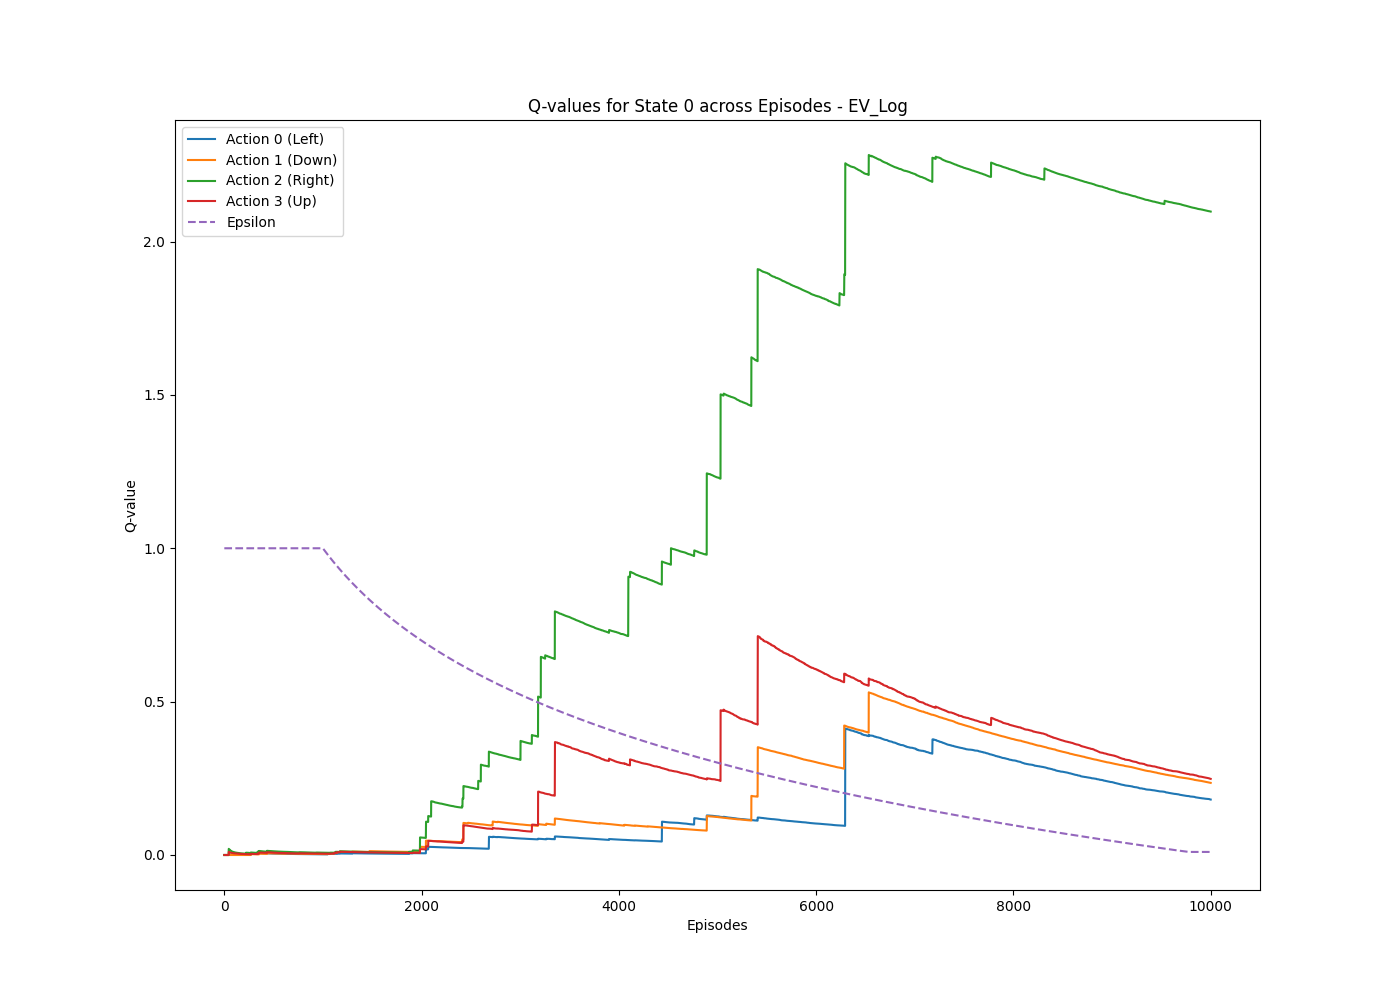 Q-values for State 0 across Episodes - EV_Log
Action 0 (Left)
Action 1 (Down)
Action 2 (Right)
Action 3 (Up)
Epsilon
Q-value
2.0
1.5
1.0
0.5
0.0
0 2000 4000 6000 8000 10000
Episodes